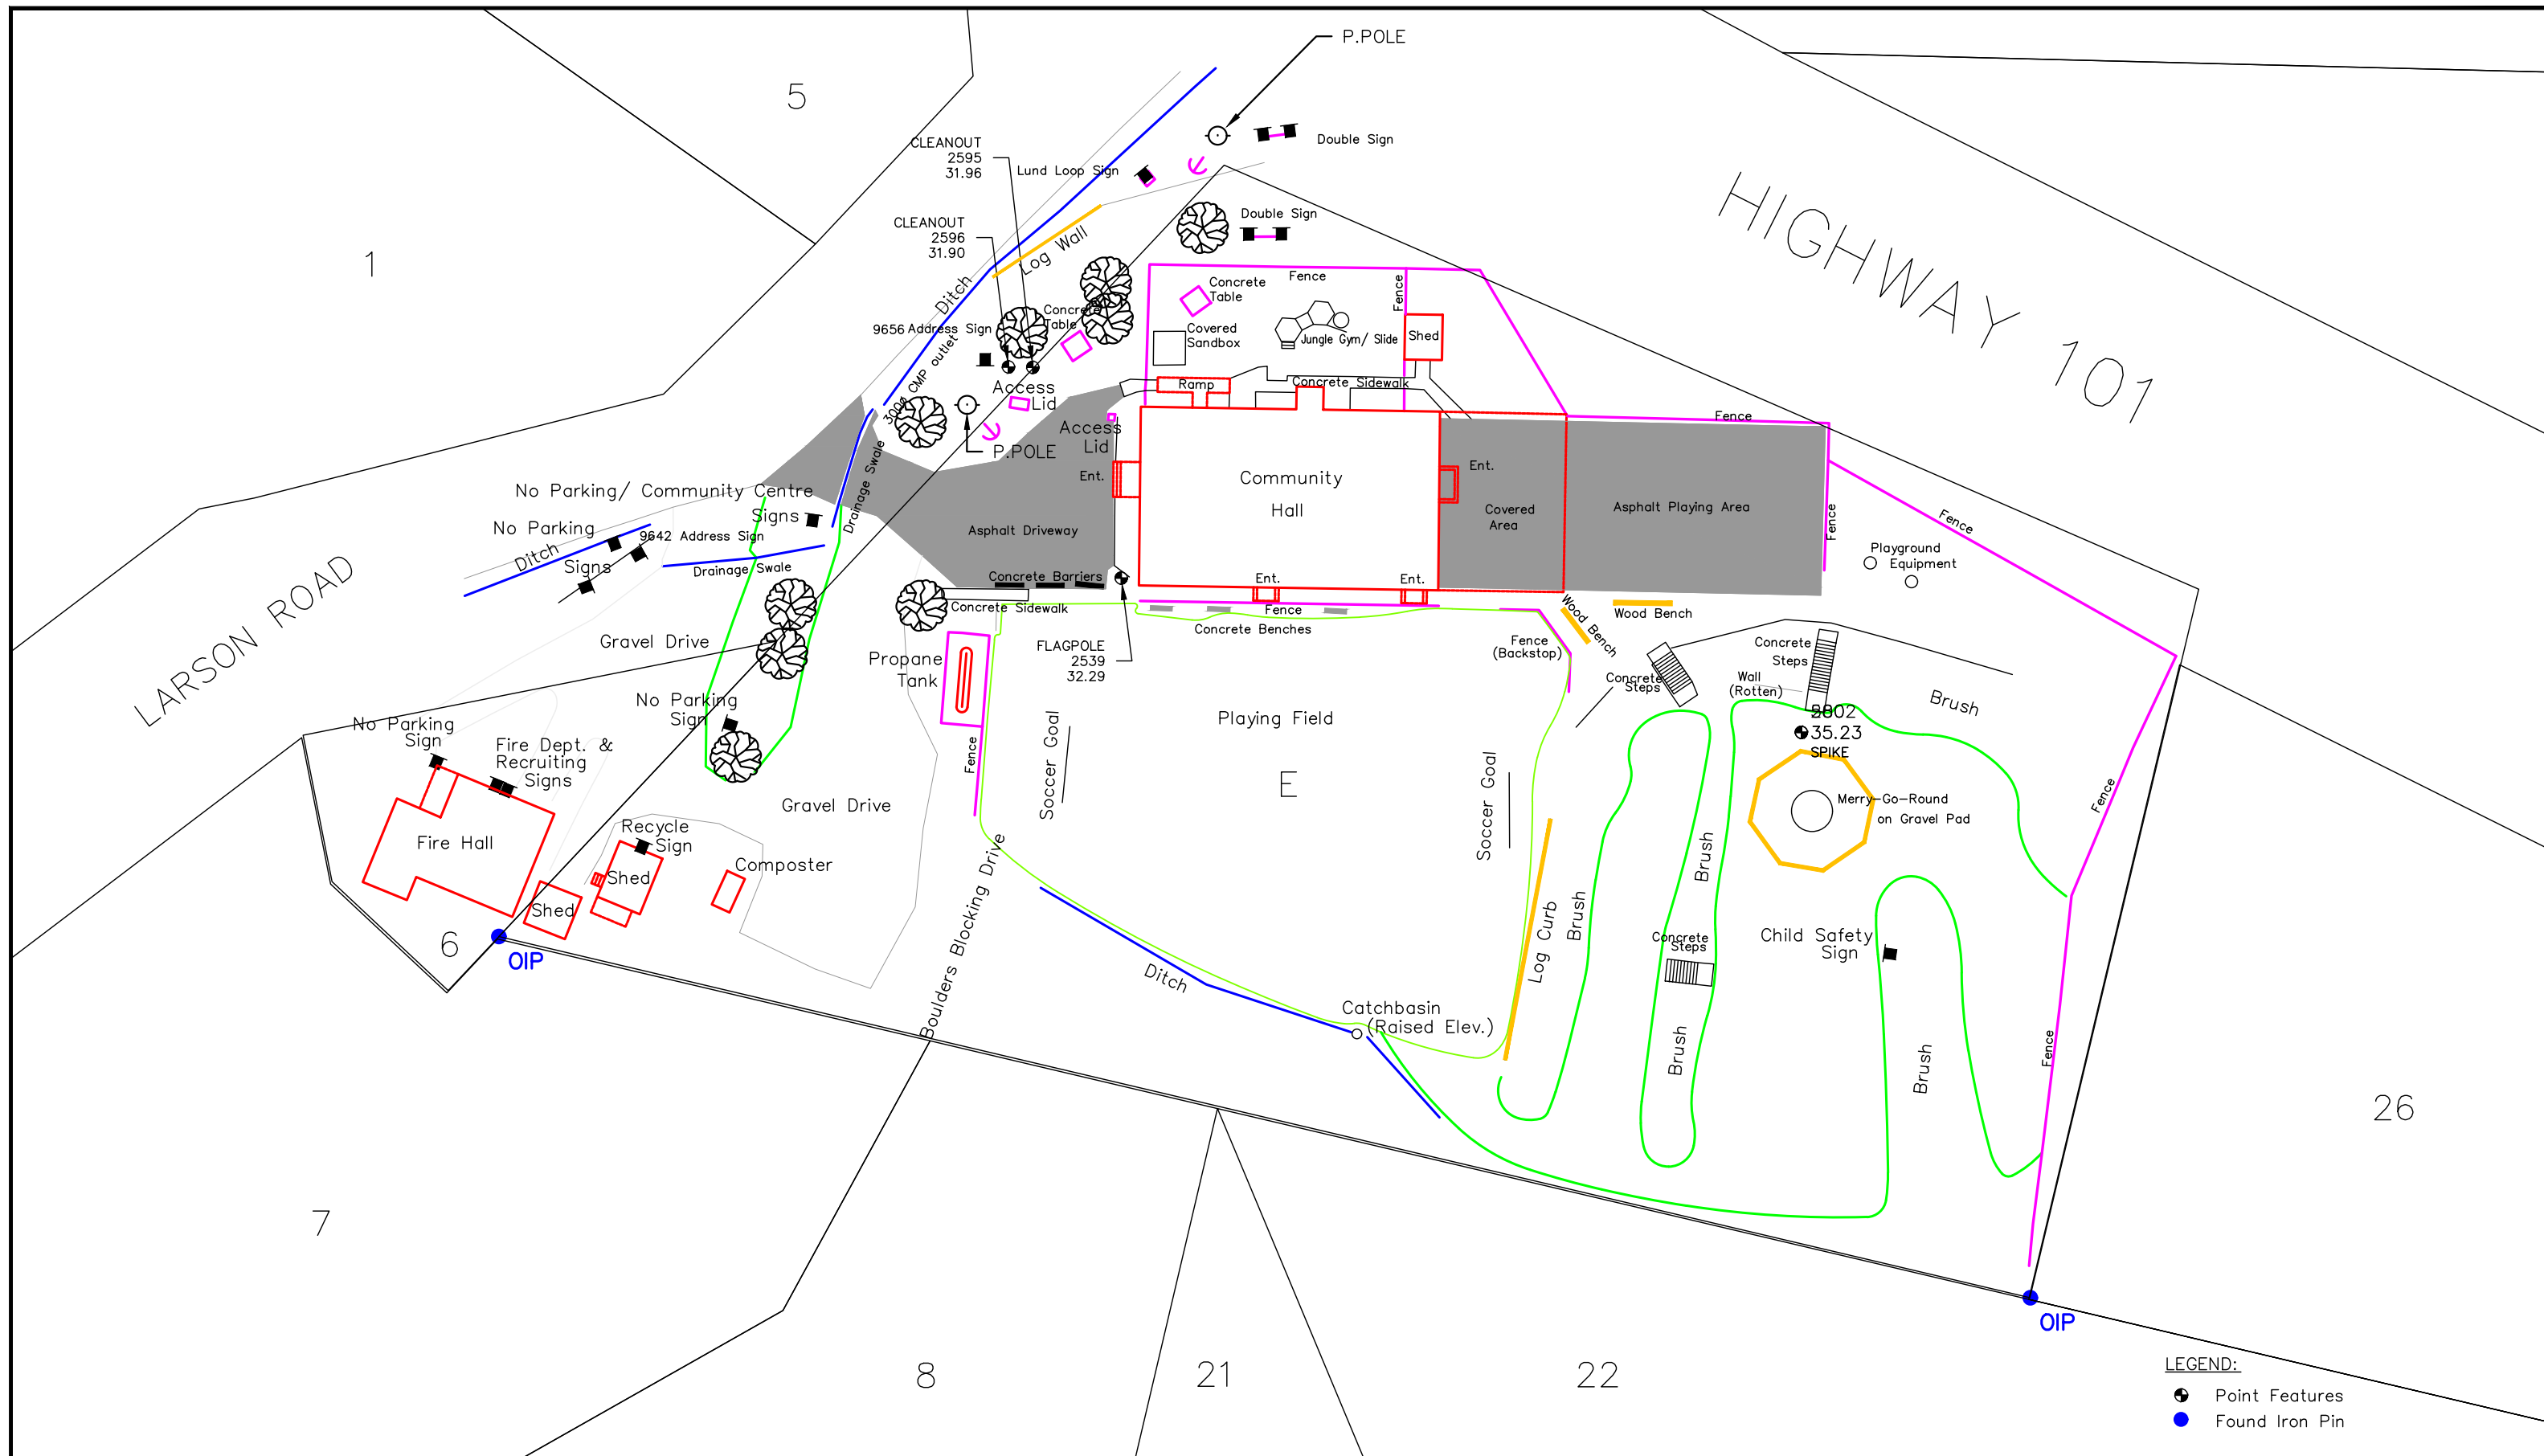 P.POLE
5
CLEANOUT
2595
31.96
Double Sign
Lund Loop Sign
Double Sign
CLEANOUT
2596
31.90
Log Wall
HIGHWAY 101
1
Ditch
Fence
Fence
Concrete
Table
Concrete
Table
9656 Address Sign
Covered
Sandbox
Jungle Gym/ Slide
Shed
300ø CMP outlet
Access
Lid
Ramp
Concrete Sidewalk
Fence
Access
Lid
P.POLE
Ent.
Community
Hall
Ent.
Covered
Area
Asphalt Playing Area
Fence
Fence
Drainage Swale
No Parking/ Community Centre
Signs
No Parking
Signs
9642 Address Sign
Ditch
Drainage Swale
Asphalt Driveway
Playground
Equipment
LARSON ROAD
Concrete Barriers
Concrete Sidewalk
Ent.
Ent.
Fence
Concrete Benches
Wood Bench
Wood Bench
Fence
(Backstop)
Gravel Drive
Propane
Tank
FLAGPOLE
2539
32.29
Concrete
Steps
Concrete
Steps
Wall
(Rotten)
Brush
No Parking
Sign
No Parking
Sign
Fire Dept. &
Recruiting
Signs
Playing Field
E
Soccer Goal
Soccer Goal
Fence
35.23
SPIKE
Merry-Go-Round
on Gravel Pad
Fence
Gravel Drive
Fire Hall
Recycle
Sign
Shed
Composter
Shed
Boulders Blocking Drive
Brush
Brush
Log Curb
6
OIP
Ditch
Catchbasin
(Raised Elev.)
Concrete
Steps
Child Safety
Sign
Brush
Brush
Fence
26
7
8
21
22
OIP
LEGEND:
Point Features
Found Iron Pin